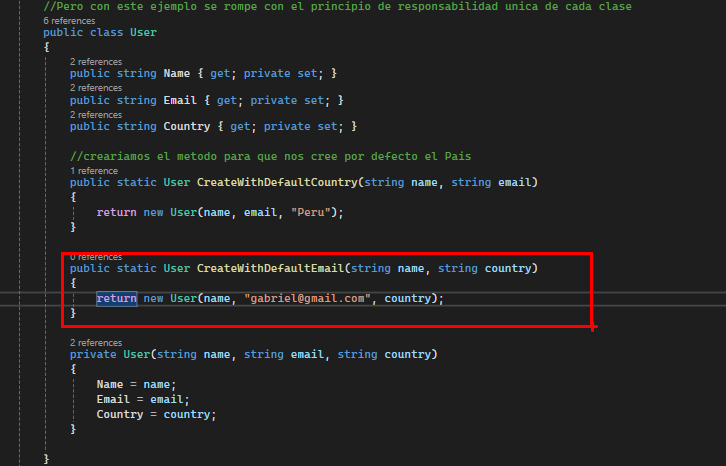 //Pero con este ejemplo se rompe con el principio de responsabilidad unica de cada clase
6 references
public class User
{
2 references
public string Name { get; private set; }
2 references
public string Email { get; private set; }
2 references
public string Country { get; private set; }
//creariamos el metodo para que nos cree por defecto el Pais
1 reference
public static User CreateWithDefaultCountry(string name, string email)
{
return new User(name, email, "Peru");
}
0 references
public static User CreateWithDefaultEmail(string name, string country)
{
return new User(name, "gabriel@gmail.com", country);
}
2 references
private User(string name, string email, string country)
{
Name = name;
Email = email;
Country = country;
}
}